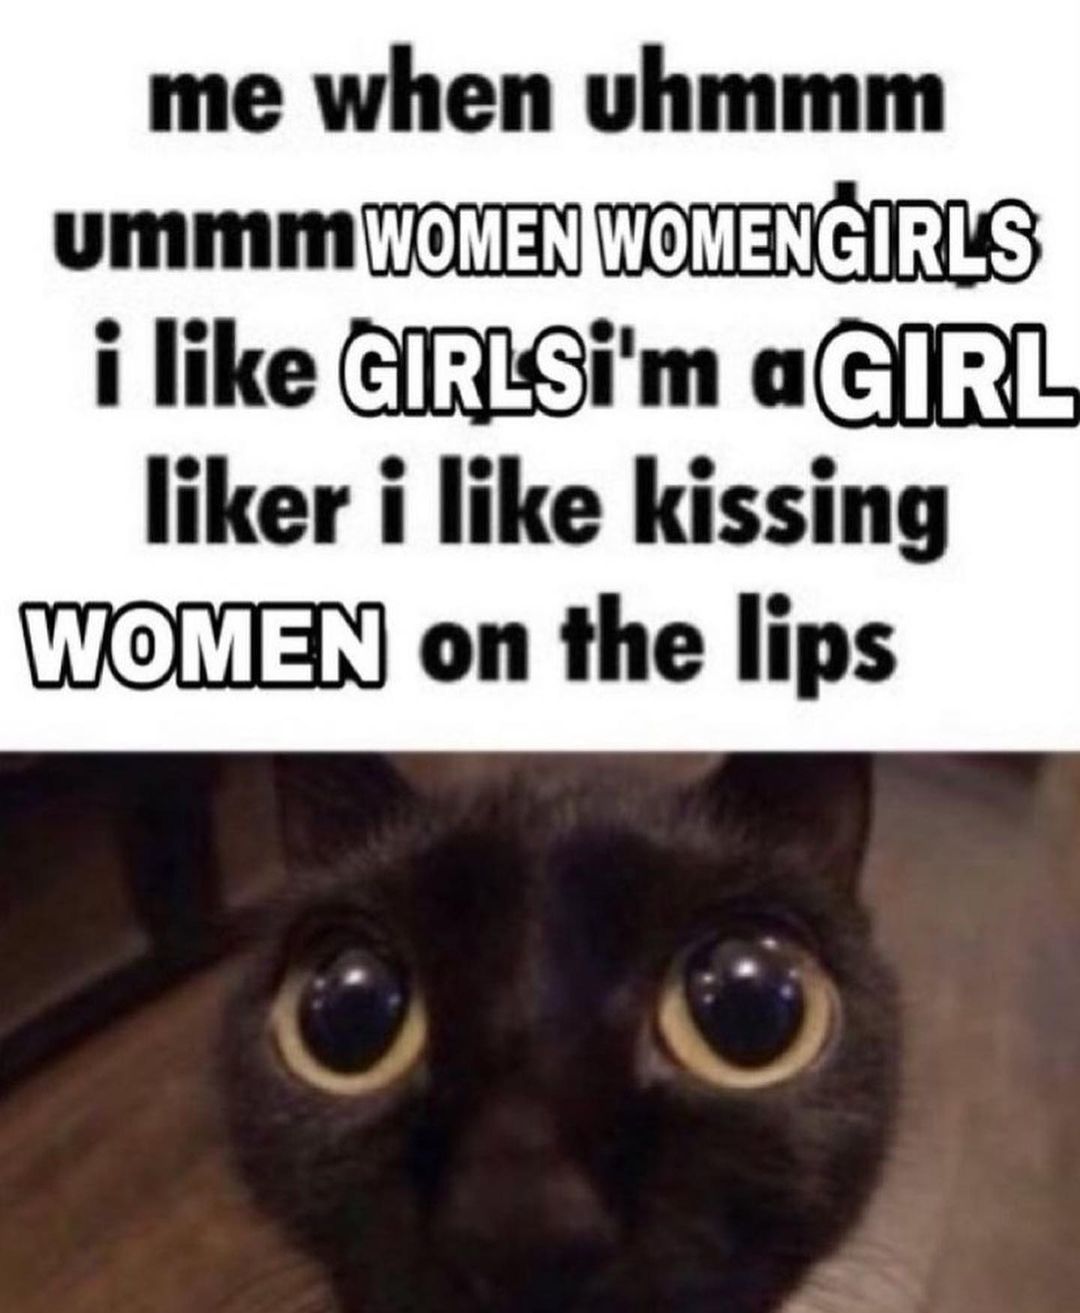 me when uhmmm
ummm WOMEN WOMEN GIRLS
i like GIRLS i'm a GIRL
liker i like kissing
WOMEN on the lips